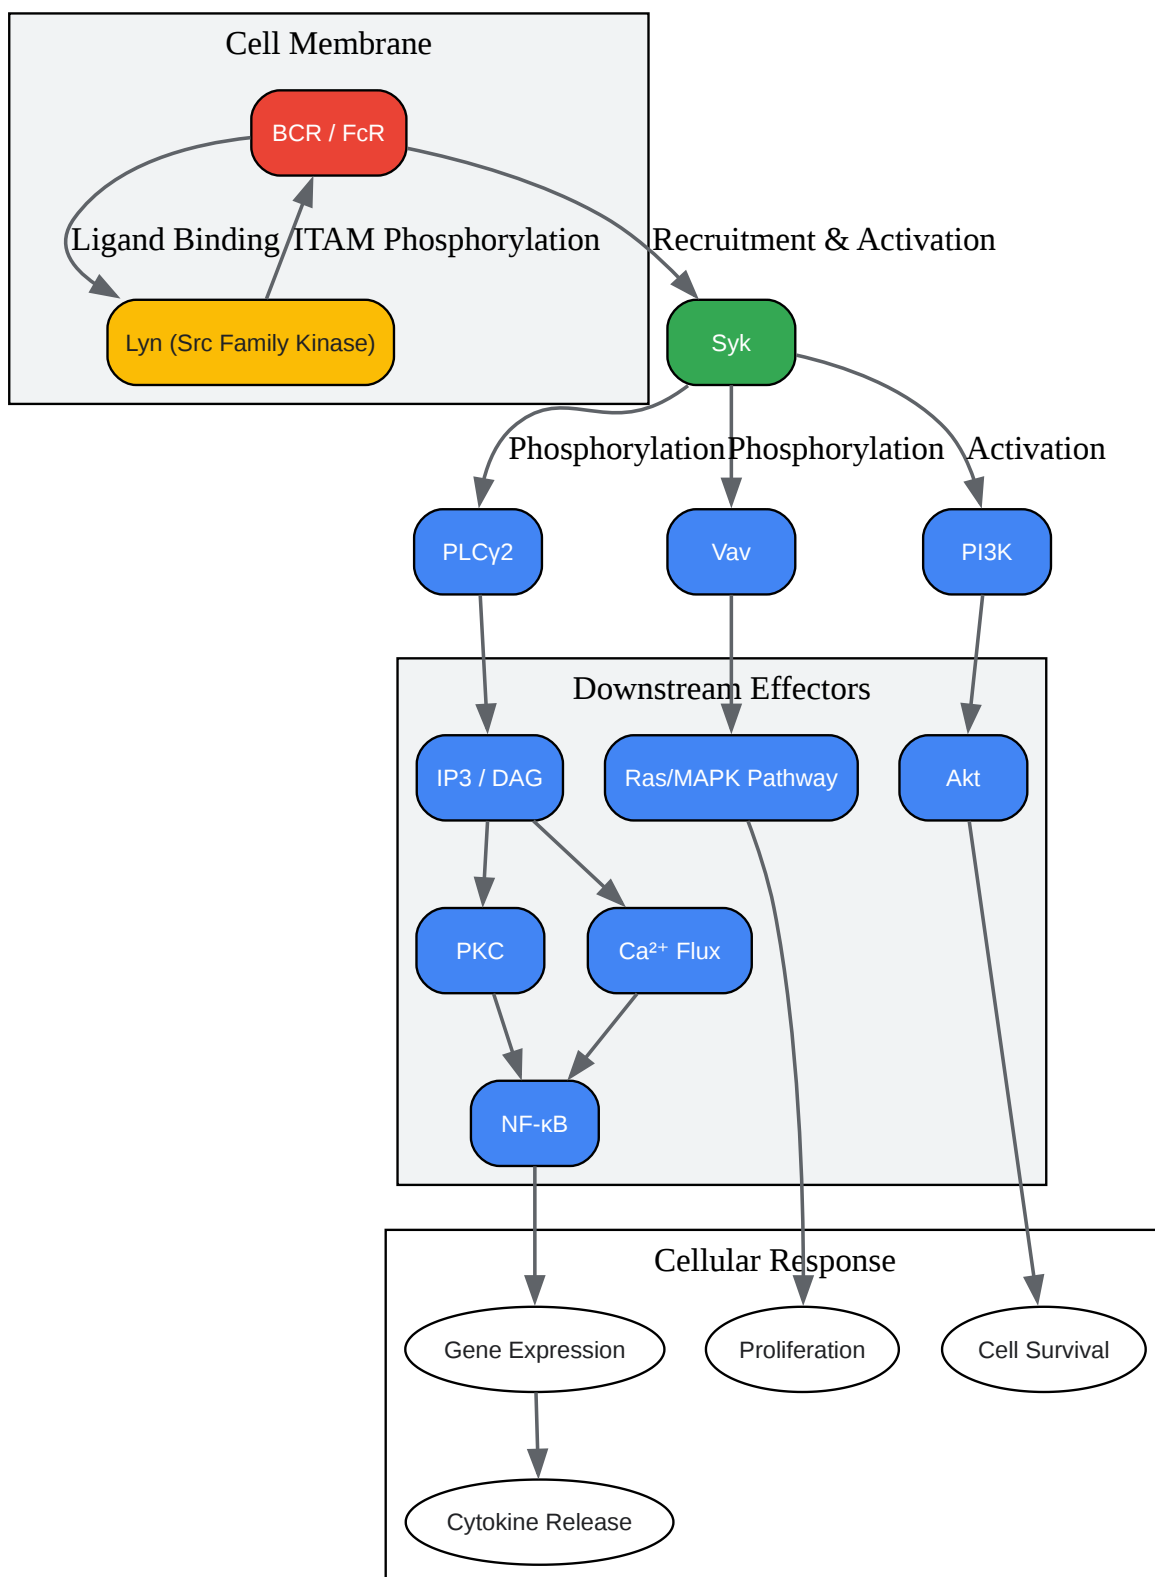 Cell Membrane
BCR / FcR
Ligand Binding
ITAM Phosphorylation
Recruitment & Activation
Lyn (Src Family Kinase)
Syk
Phosphorylation
Phosphorylation
Activation
PLCγ2
Vav
PI3K
Downstream Effectors
IP3 / DAG
Ras/MAPK Pathway
Akt
PKC
Ca²⁺ Flux
NF-κB
Cellular Response
Gene Expression
Proliferation
Cell Survival
Cytokine Release